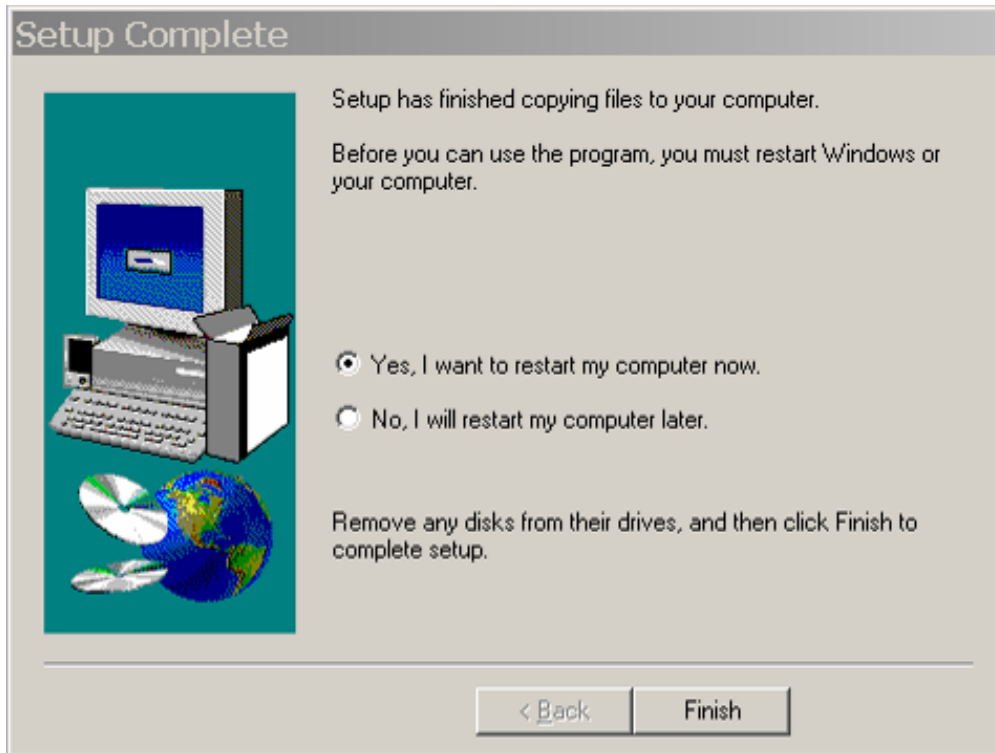 Setup Complete
Setup has finished copying files to your computer.
Before you can use the program, you must restart Windows or
your computer.
Yes, I want to restart my computer now.
No, I will restart my computer later.
Remove any disks from their drives, and then click Finish to
complete setup.
< Back
Finish